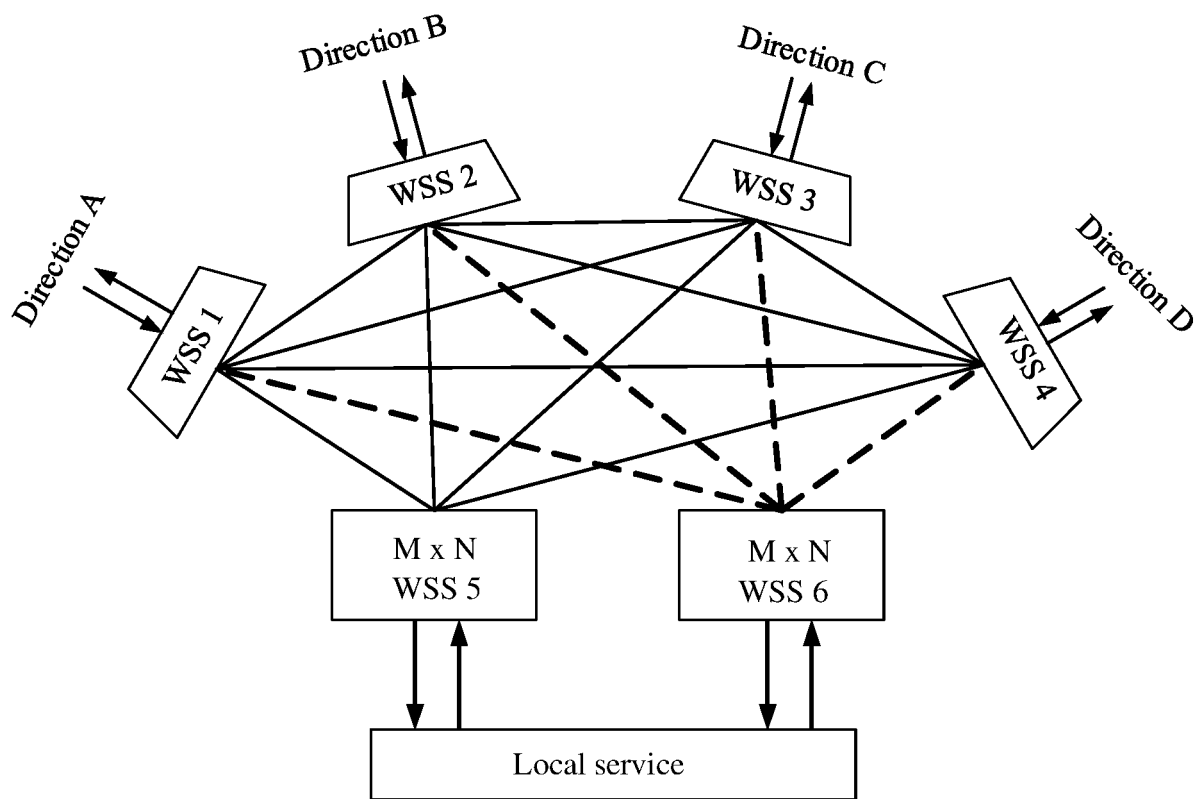 Direction B
Direction C
WSS 2
WSS 3
Direction A
Direction D
WSS 1
WSS 4
M x N
WSS 5
M x N
WSS 6
Local service